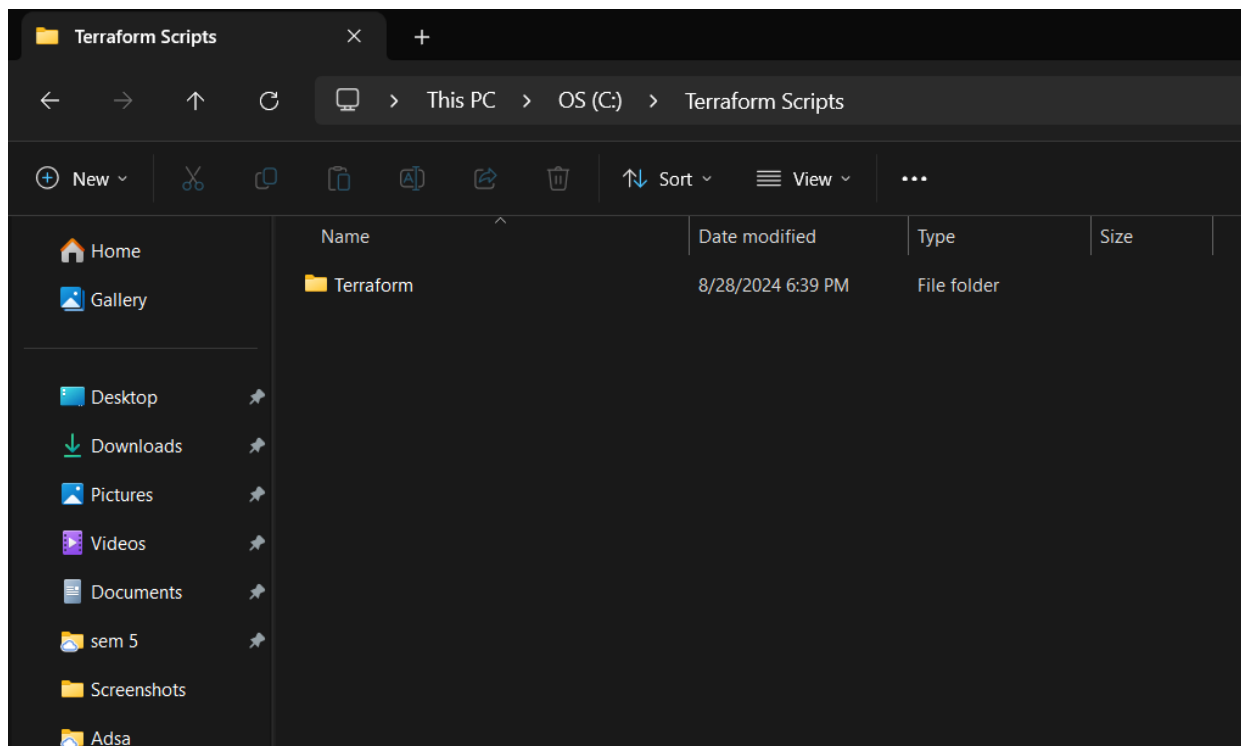 Terraform Scripts
This PC > OS (C:) > Terraform Scripts
New Sort View
Name Date modified Type Size
Terraform 8/28/2024 6:39 PM File folder
Home
Gallery
Desktop
Downloads
Pictures
Videos
Documents
sem 5
Screenshots
Adsa